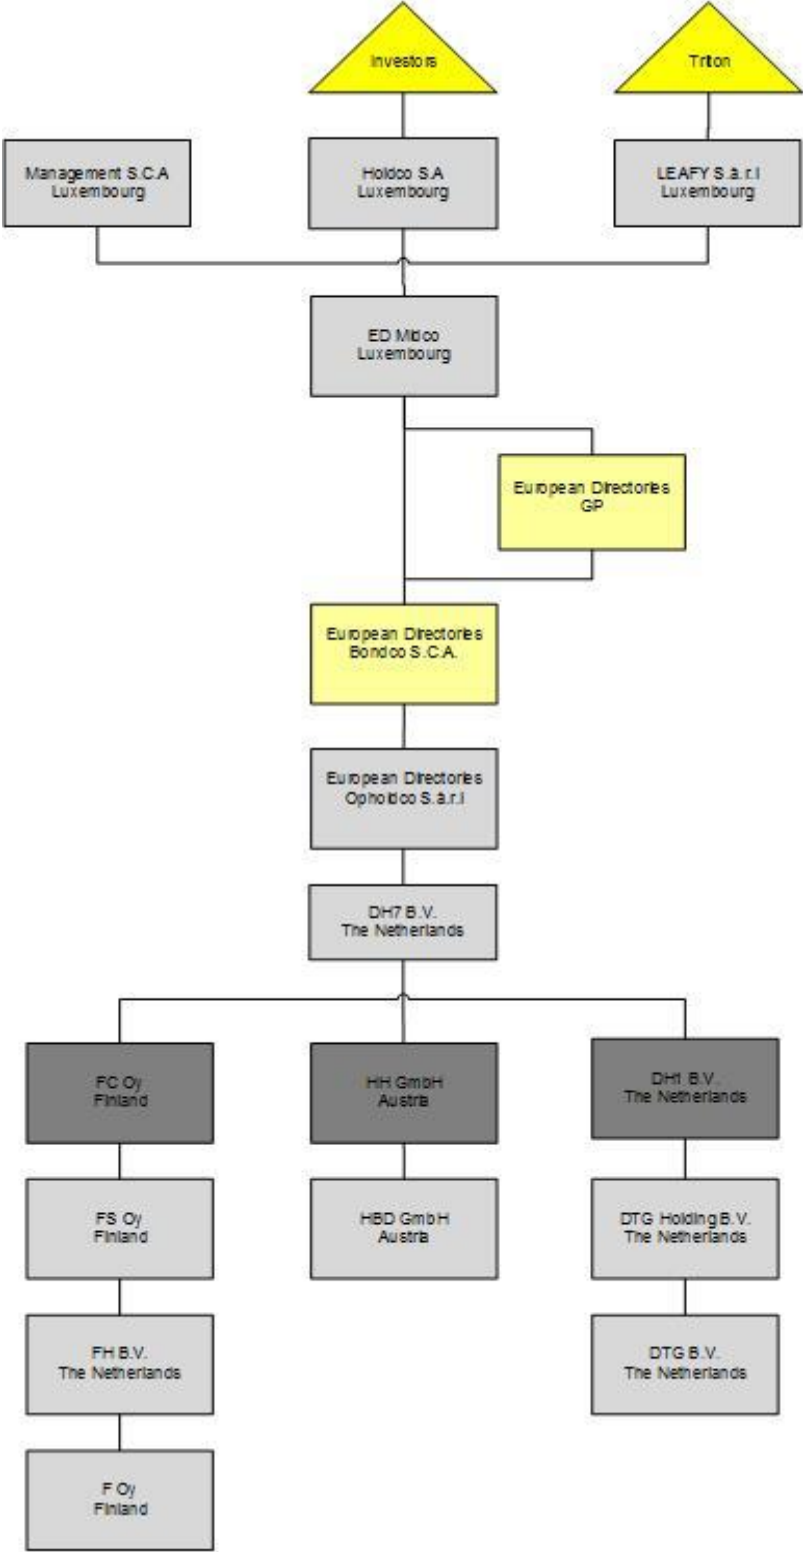 Investors
Triton
Management S.C.A
Luxembourg
Holdco S.A
Luxembourg
LEAFY S.à.r.l
Luxembourg
ED Midco
Luxembourg
European Directories
GP
European Directories
Bondco S.C.A.
European Directories
Opholdco S.à.r.l
DH7 B.V.
The Netherlands
FC Oy
Finland
HH GmbH
Austria
DH1 B.V.
The Netherlands
FS Oy
Finland
HBD GmbH
Austria
DTG Holding B.V.
The Netherlands
FH B.V.
The Netherlands
DTG B.V.
The Netherlands
F Oy
Finland